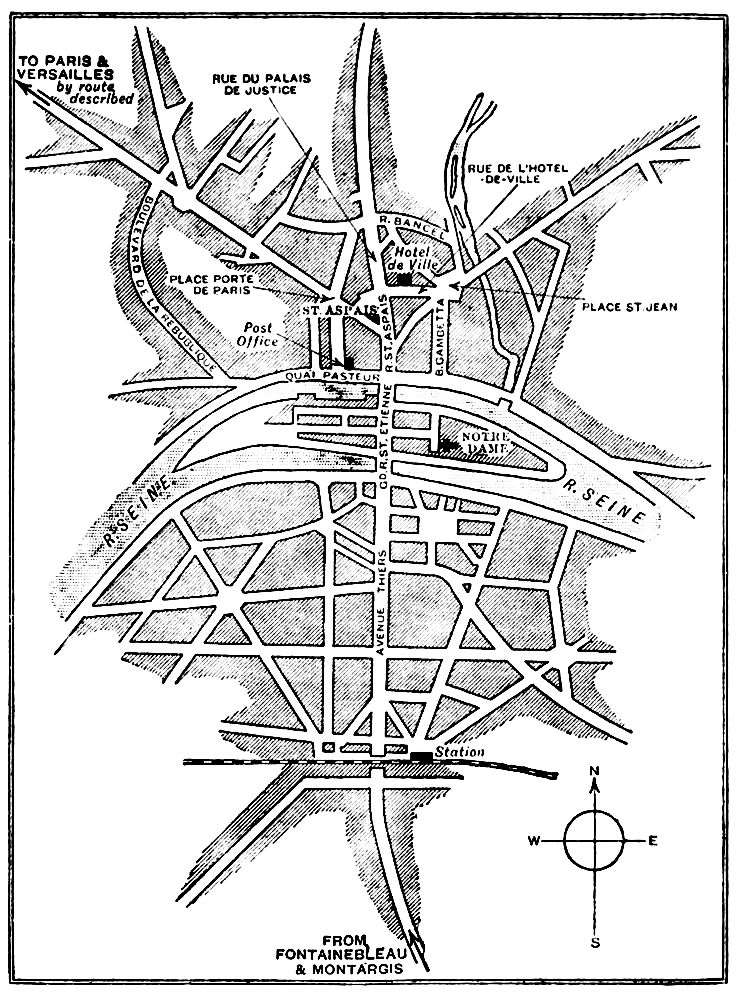 TO PARIS &
VERSAILLES
by route
described
RUE DU PALAIS
DE JUSTICE
RUE DE L'HOTEL
-DE-VILLE
BOULEVARD DE LA REPUBLIQUE
R. BANCEL
Hotel
de Ville
PLACE PORTE
DE PARIS
ST. ASPAIS
R. ST. ASPAIS
B. GAMBETTA
PLACE ST. JEAN
Post
Office
QUAI PASTEUR
GD. R. ST. ETIENNE
NOTRE
DAME
R. SEINE
R. SEINE
AVENUE THIERS
Station
N
W
E
S
FROM
FONTAINEBLEAU
& MONTARGIS